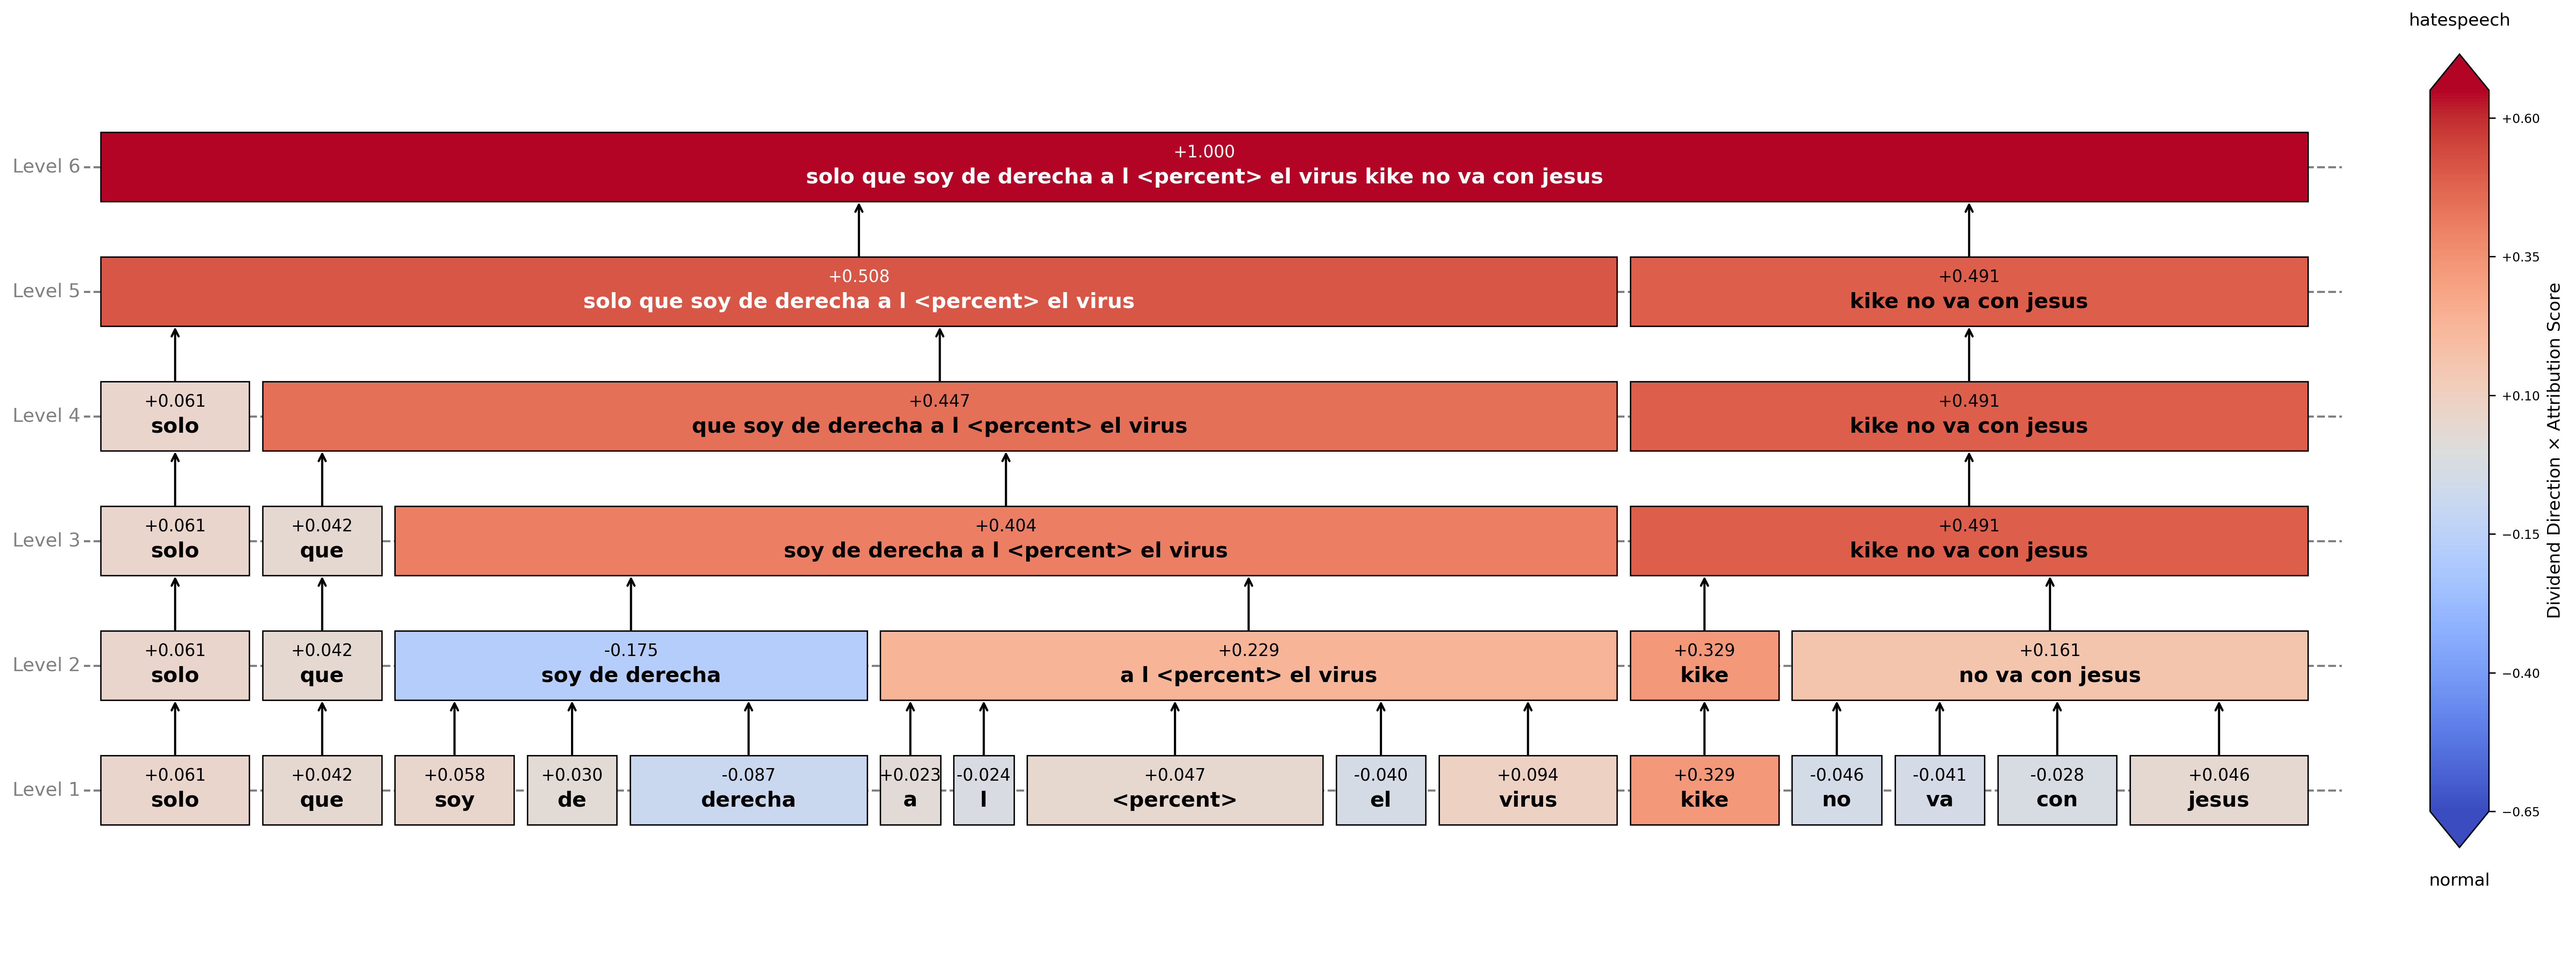 hatespeech
Level 6
+1.000
solo que soy de derecha a l <percent> el virus kike no va con jesus
Level 5
+0.508
solo que soy de derecha a l <percent> el virus
+0.491
kike no va con jesus
Level 4
+0.061
solo
+0.447
que soy de derecha a l <percent> el virus
+0.491
kike no va con jesus
Level 3
+0.061
solo
+0.042
que
+0.404
soy de derecha a l <percent> el virus
+0.491
kike no va con jesus
Level 2
+0.061
solo
+0.042
que
-0.175
soy de derecha
+0.229
a l <percent> el virus
+0.329
kike
+0.161
no va con jesus
Level 1
+0.061
solo
+0.042
que
+0.058
soy
+0.030
de
-0.087
derecha
+0.023
a
-0.024
l
+0.047
<percent>
-0.040
el
+0.094
virus
+0.329
kike
-0.046
no
-0.041
va
-0.028
con
+0.046
jesus
+0.60
+0.35
+0.10
−0.15
−0.40
−0.65
Dividend Direction × Attribution Score
normal